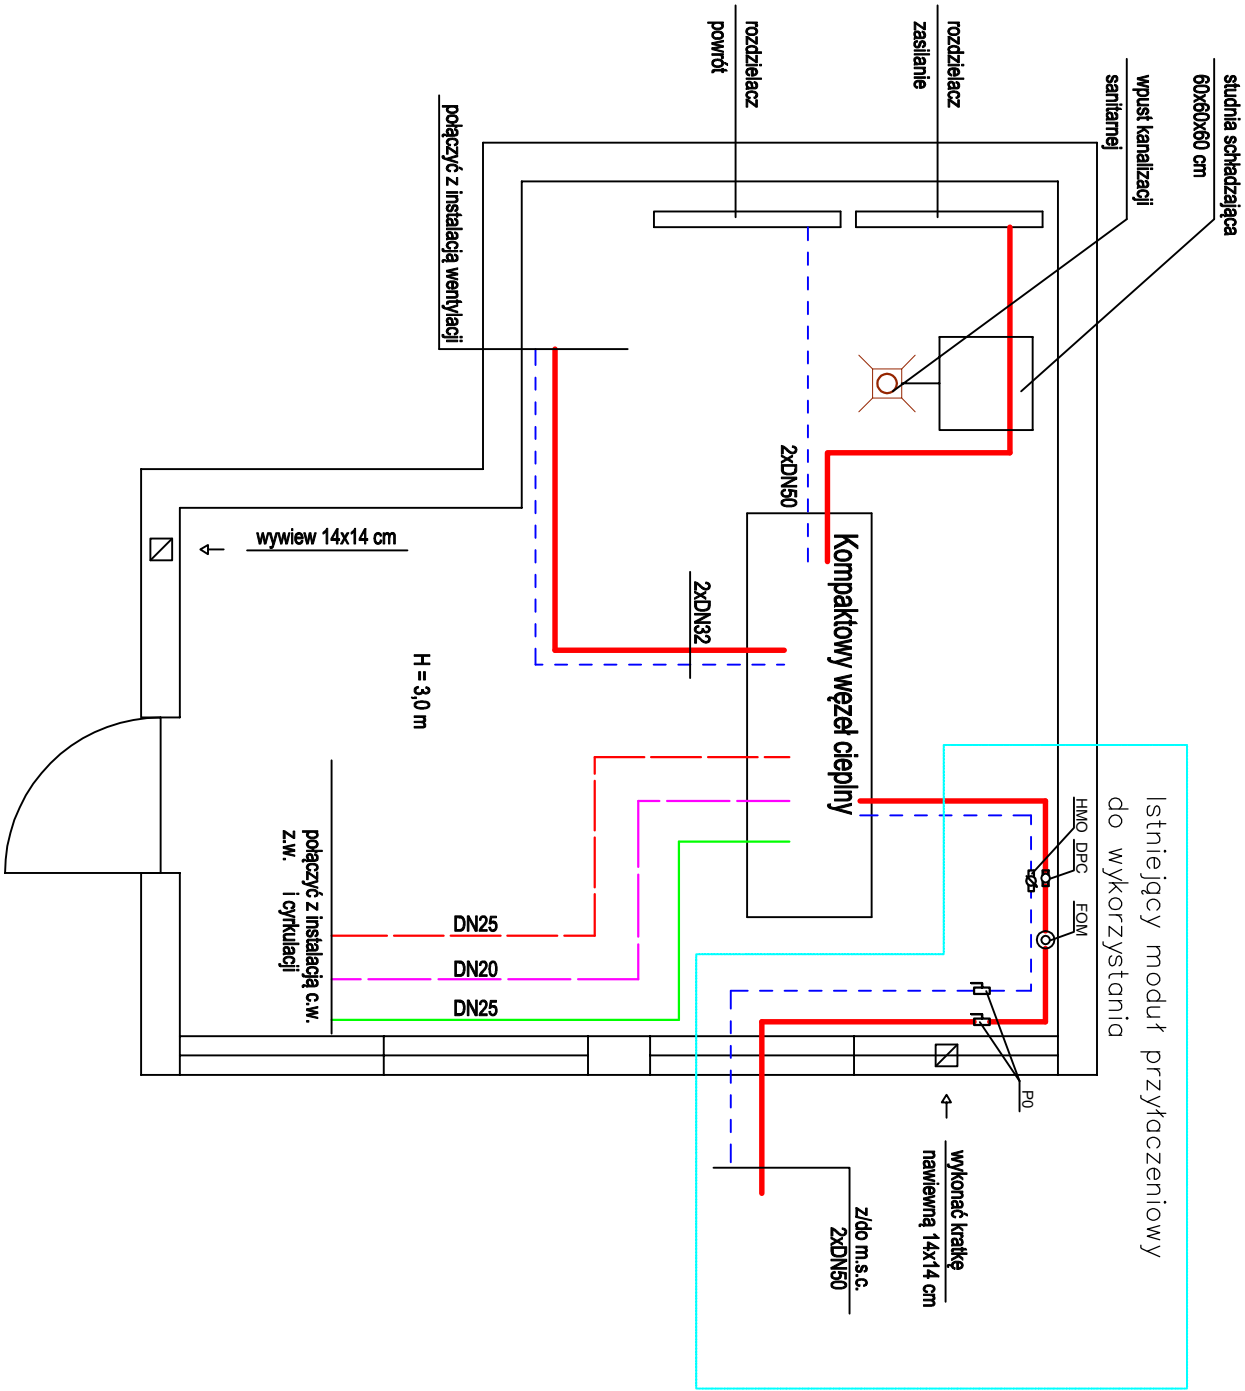 studnia schładzająca
60x60x60 cm
wpust kanalizacji
sanitarnej
rozdzielacz
zasilanie
rozdzielacz
powrót
połączyć z instalacją wentylacji
Istniejący moduł przyłaczeniowy
do wykorzystania
HMO
DPC
FOM
P0
2xDN50
Kompaktowy węzeł cieplny
2xDN32
wywiew 14x14 cm
H = 3,0 m
DN25
DN20
DN25
połączyć z instalacją c.w.
z.w. i cyrkulacji
wykonać kratkę
nawiewną 14x14 cm
z/do m.s.c.
2xDN50